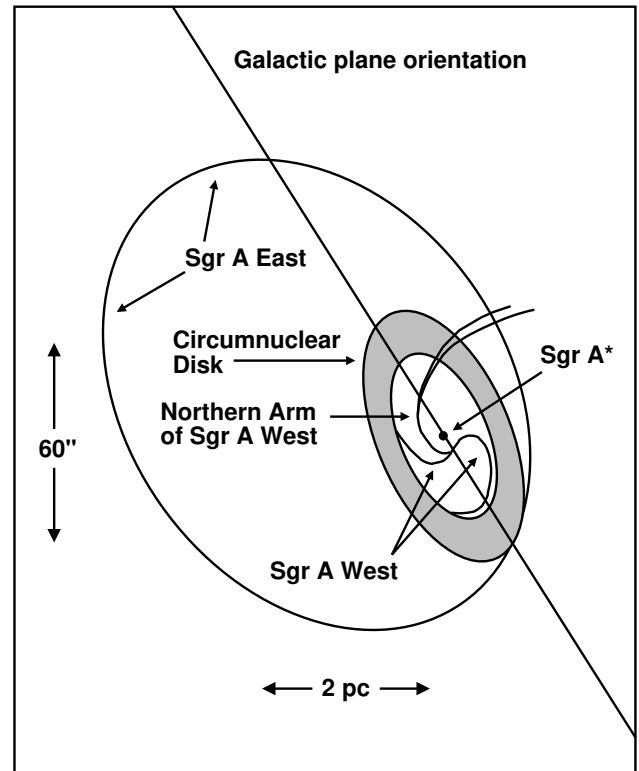 Galactic plane orientation
Sgr A East
Circumnuclear
Disk
Sgr A*
Northern Arm
of Sgr A West
60"
Sgr A West
2 pc